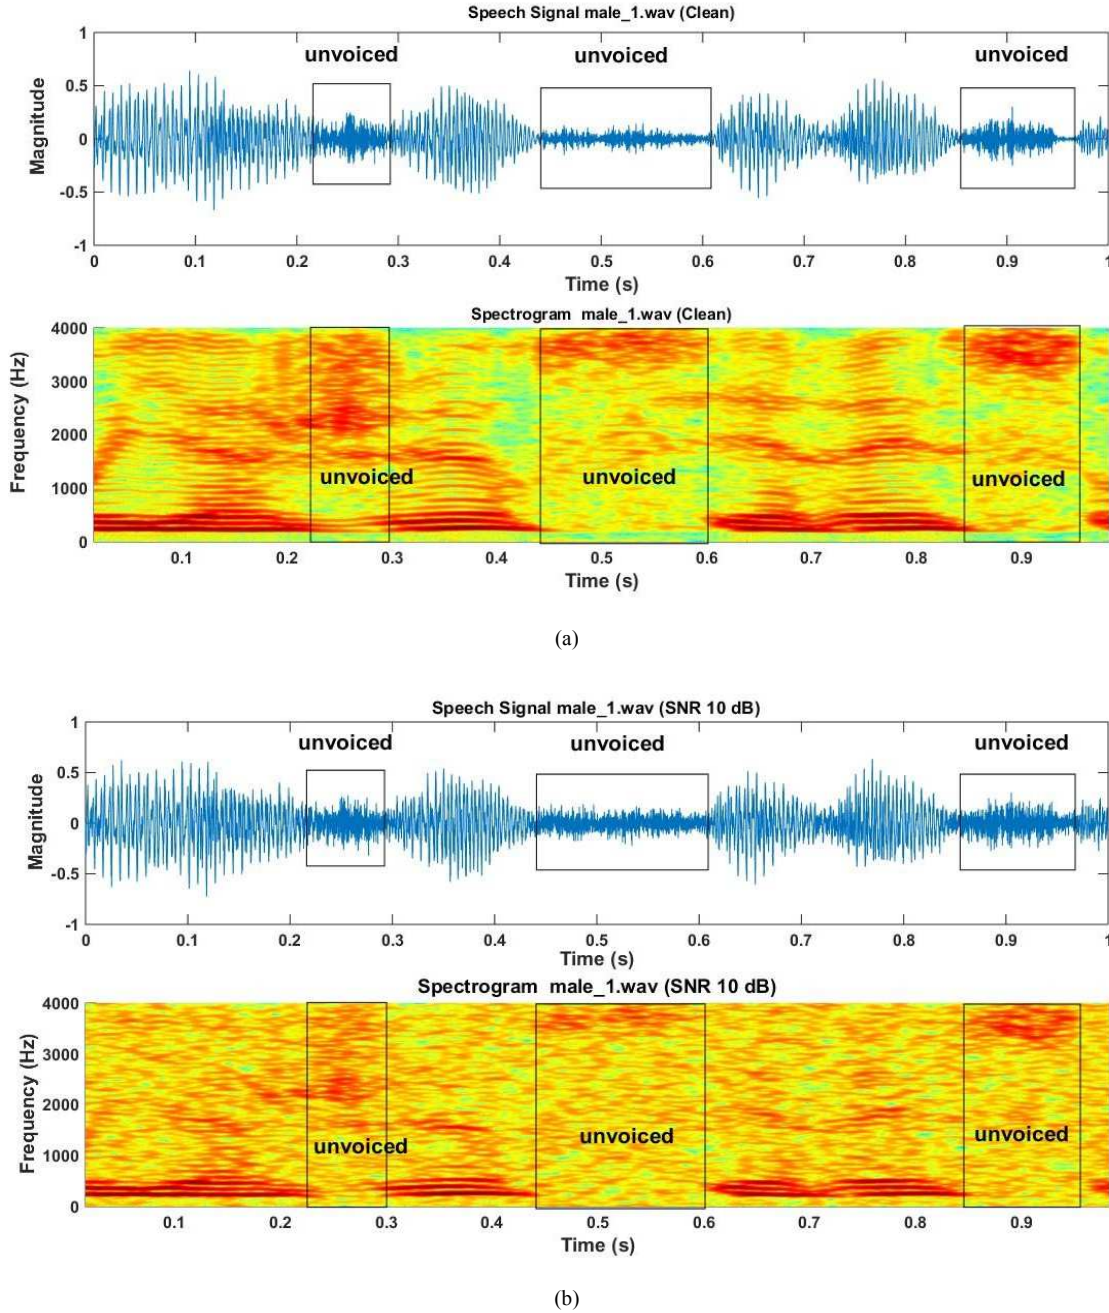 Speech Signal male_1.wav (Clean)
unvoiced unvoiced unvoiced
1
0.5
0
-0.5
-1
Magnitude
0 0.1 0.2 0.3 0.4 0.5 0.6 0.7 0.8 0.9 1
Time (s)
Spectrogram male_1.wav (Clean)
4000
3000
2000
1000
0
Frequency (Hz)
unvoiced unvoiced unvoiced
0.1 0.2 0.3 0.4 0.5 0.6 0.7 0.8 0.9
Time (s)
(a)
Speech Signal male_1.wav (SNR 10 dB)
unvoiced unvoiced unvoiced
1
0.5
0
-0.5
-1
Magnitude
0 0.1 0.2 0.3 0.4 0.5 0.6 0.7 0.8 0.9 1
Time (s)
Spectrogram male_1.wav (SNR 10 dB)
4000
3000
2000
1000
0
Frequency (Hz)
unvoiced unvoiced unvoiced
0.1 0.2 0.3 0.4 0.5 0.6 0.7 0.8 0.9
Time (s)
(b)